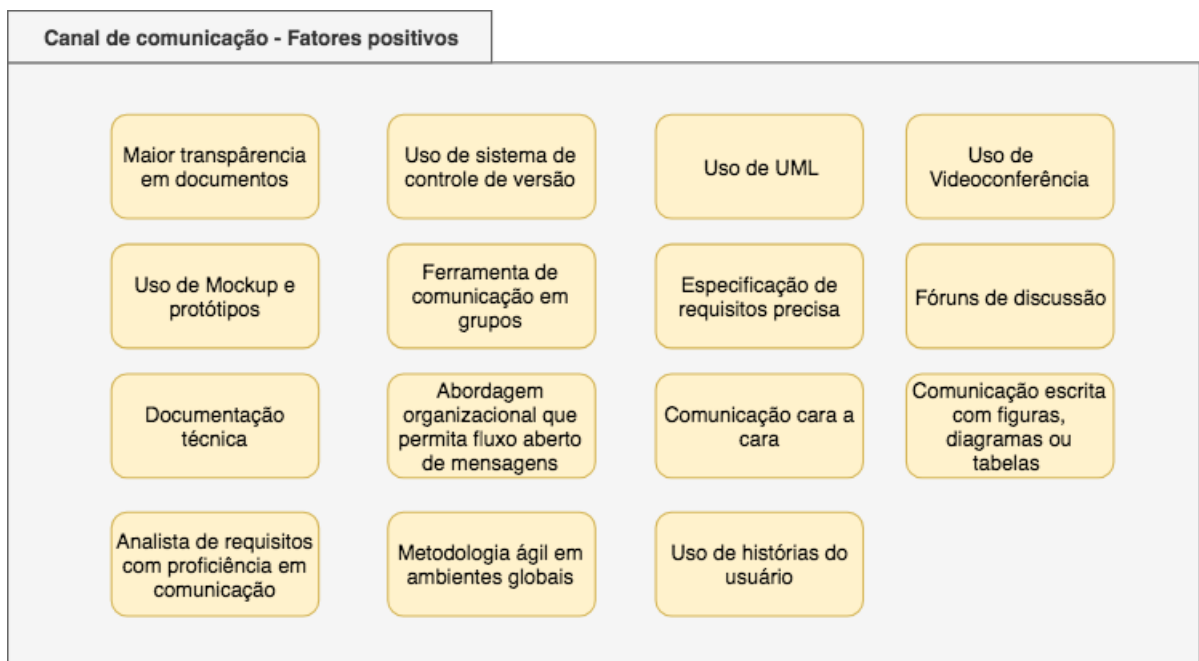 Canal de comunicação - Fatores positivos
Maior transpârencia
em documentos
Uso de sistema de
controle de versão
Uso de UML
Uso de
Videoconferência
Uso de Mockup e
protótipos
Ferramenta de
comunicação em
grupos
Especificação de
requisitos precisa
Fóruns de discussão
Documentação
técnica
Abordagem
organizacional que
permita fluxo aberto
de mensagens
Comunicação cara a
cara
Comunicação escrita
com figuras,
diagramas ou
tabelas
Analista de requisitos
com proficiência em
comunicação
Metodologia ágil em
ambientes globais
Uso de histórias do
usuário